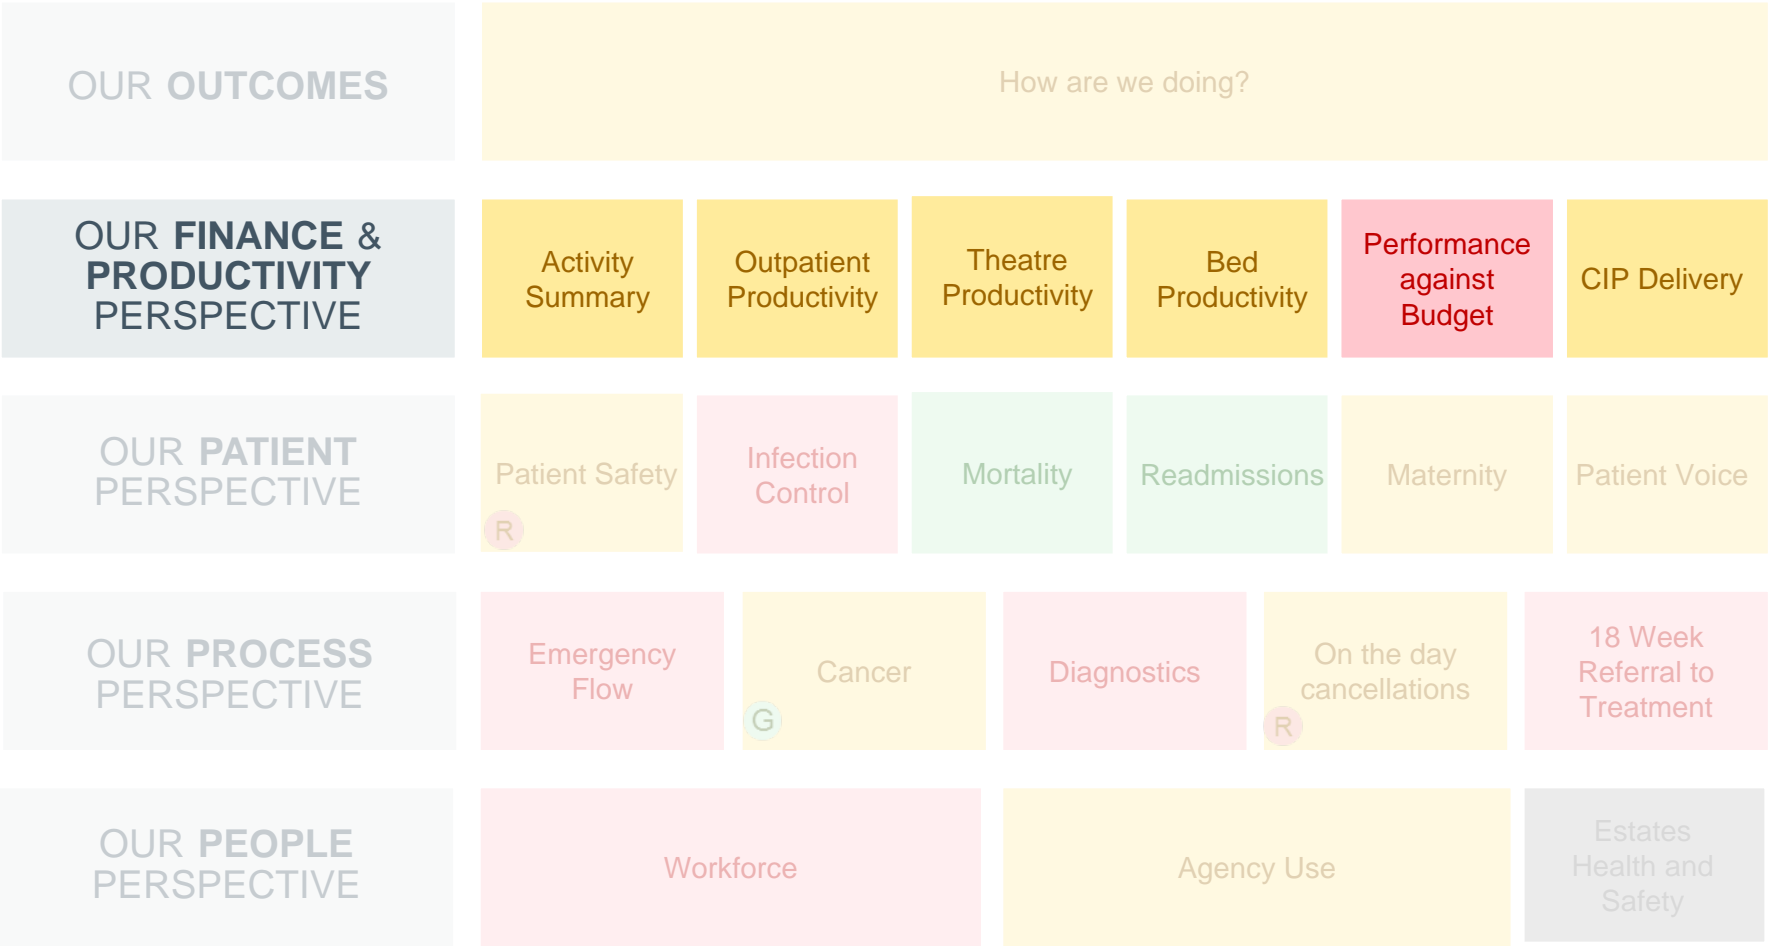 OUR OUTCOMES
How are we doing?
OUR FINANCE &
PRODUCTIVITY
PERSPECTIVE
Activity
Summary
Outpatient
Productivity
Theatre
Productivity
Bed
Productivity
Performance
against
Budget
CIP Delivery
OUR PATIENT
PERSPECTIVE
Patient Safety
R
Infection
Control
Mortality
Readmissions
Maternity
Patient Voice
OUR PROCESS
PERSPECTIVE
Emergency
Flow
Cancer
G
Diagnostics
On the day
cancellations
R
18 Week
Referral to
Treatment
OUR PEOPLE
PERSPECTIVE
Workforce
Agency Use
Estates
Health and
Safety